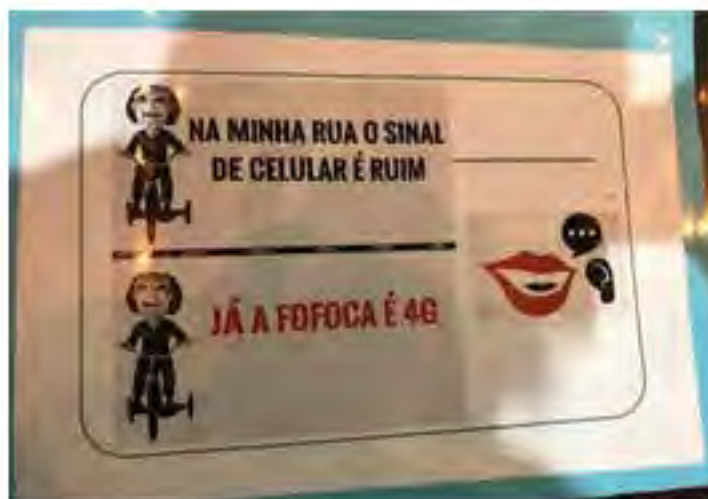 NA MINHA RUA O SINAL
DE CELULAR É RUIM
JÁ A FOFOCA É 4G